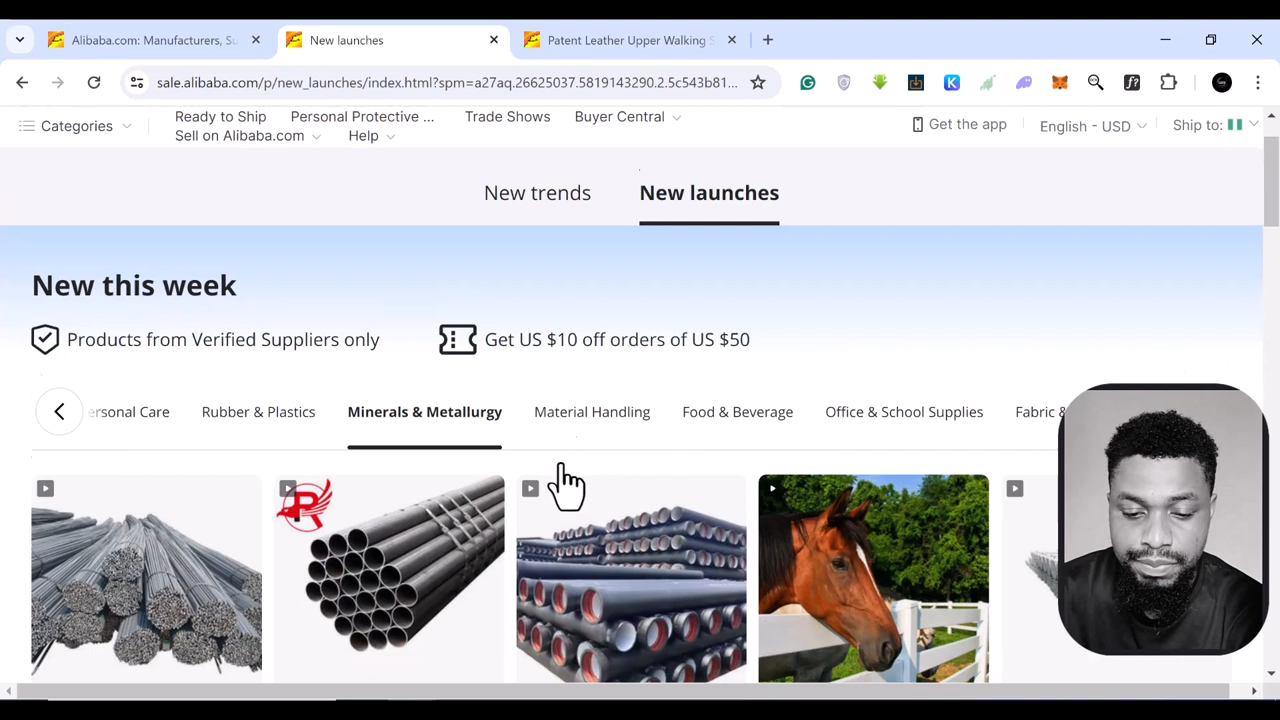 Alibaba.com: Manufacturers, Su
New launches
Patent Leather Upper Walking S
sale.alibaba.com/p/new_launches/index.html?spm=a27aq.26625037.5819143290.2.5c543b81...
Categories
Ready to Ship
Personal Protective ...
Trade Shows
Buyer Central
Sell on Alibaba.com
Help
Get the app
English - USD
Ship to:
New trends
New launches
New this week
Products from Verified Suppliers only
Get US $10 off orders of US $50
ersonal Care
Rubber & Plastics
Minerals & Metallurgy
Material Handling
Food & Beverage
Office & School Supplies
Fabric &
R